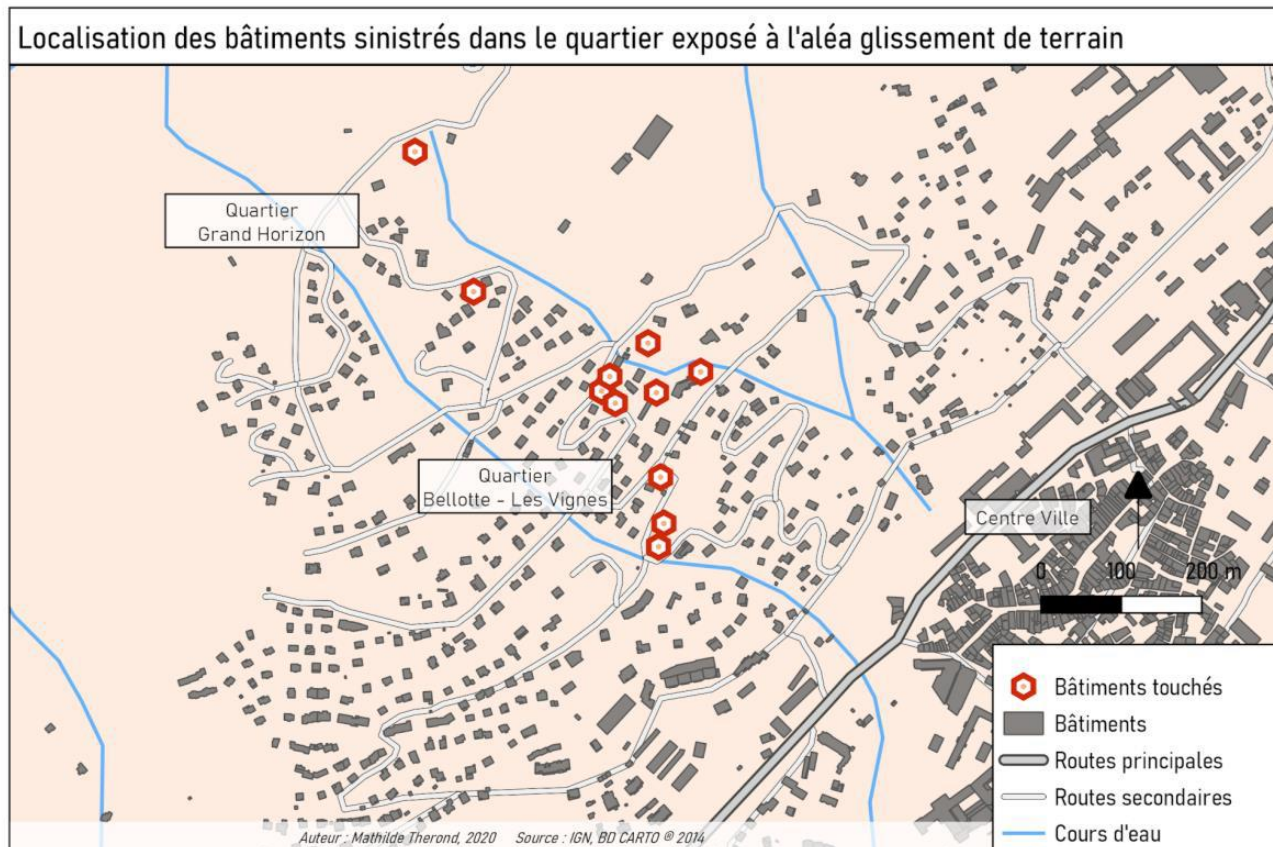 Localisation des bâtiments sinistrés dans le quartier exposé à l'aléa glissement de terrain
Quartier
Grand Horizon
Quartier
Bellotte - Les Vignes
Centre Ville
0 100 200 m
Bâtiments touchés
Bâtiments
Routes principales
Routes secondaires
Cours d'eau
Auteur : Mathilde Therond, 2020 Source : IGN, BD CARTO ® 2014